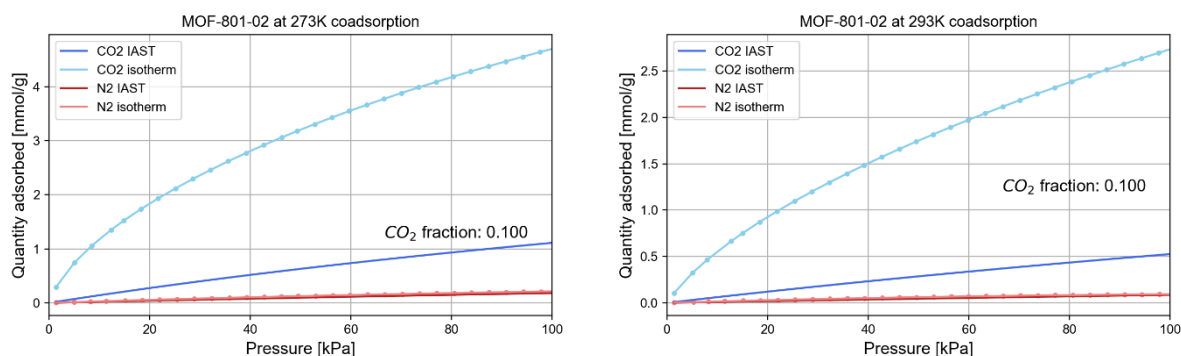 MOF-801-02 at 273K coadsorption
CO2 IAST
CO2 isotherm
N2 IAST
N2 isotherm
CO2 fraction: 0.100
Quantity adsorbed [mmol/g]
4
3
2
1
0
0 20 40 60 80 100
Pressure [kPa]
MOF-801-02 at 293K coadsorption
CO2 IAST
CO2 isotherm
N2 IAST
N2 isotherm
CO₂ fraction: 0.100
Quantity adsorbed [mmol/g]
2.5
2.0
1.5
1.0
0.5
0.0
0 20 40 60 80 100
Pressure [kPa]